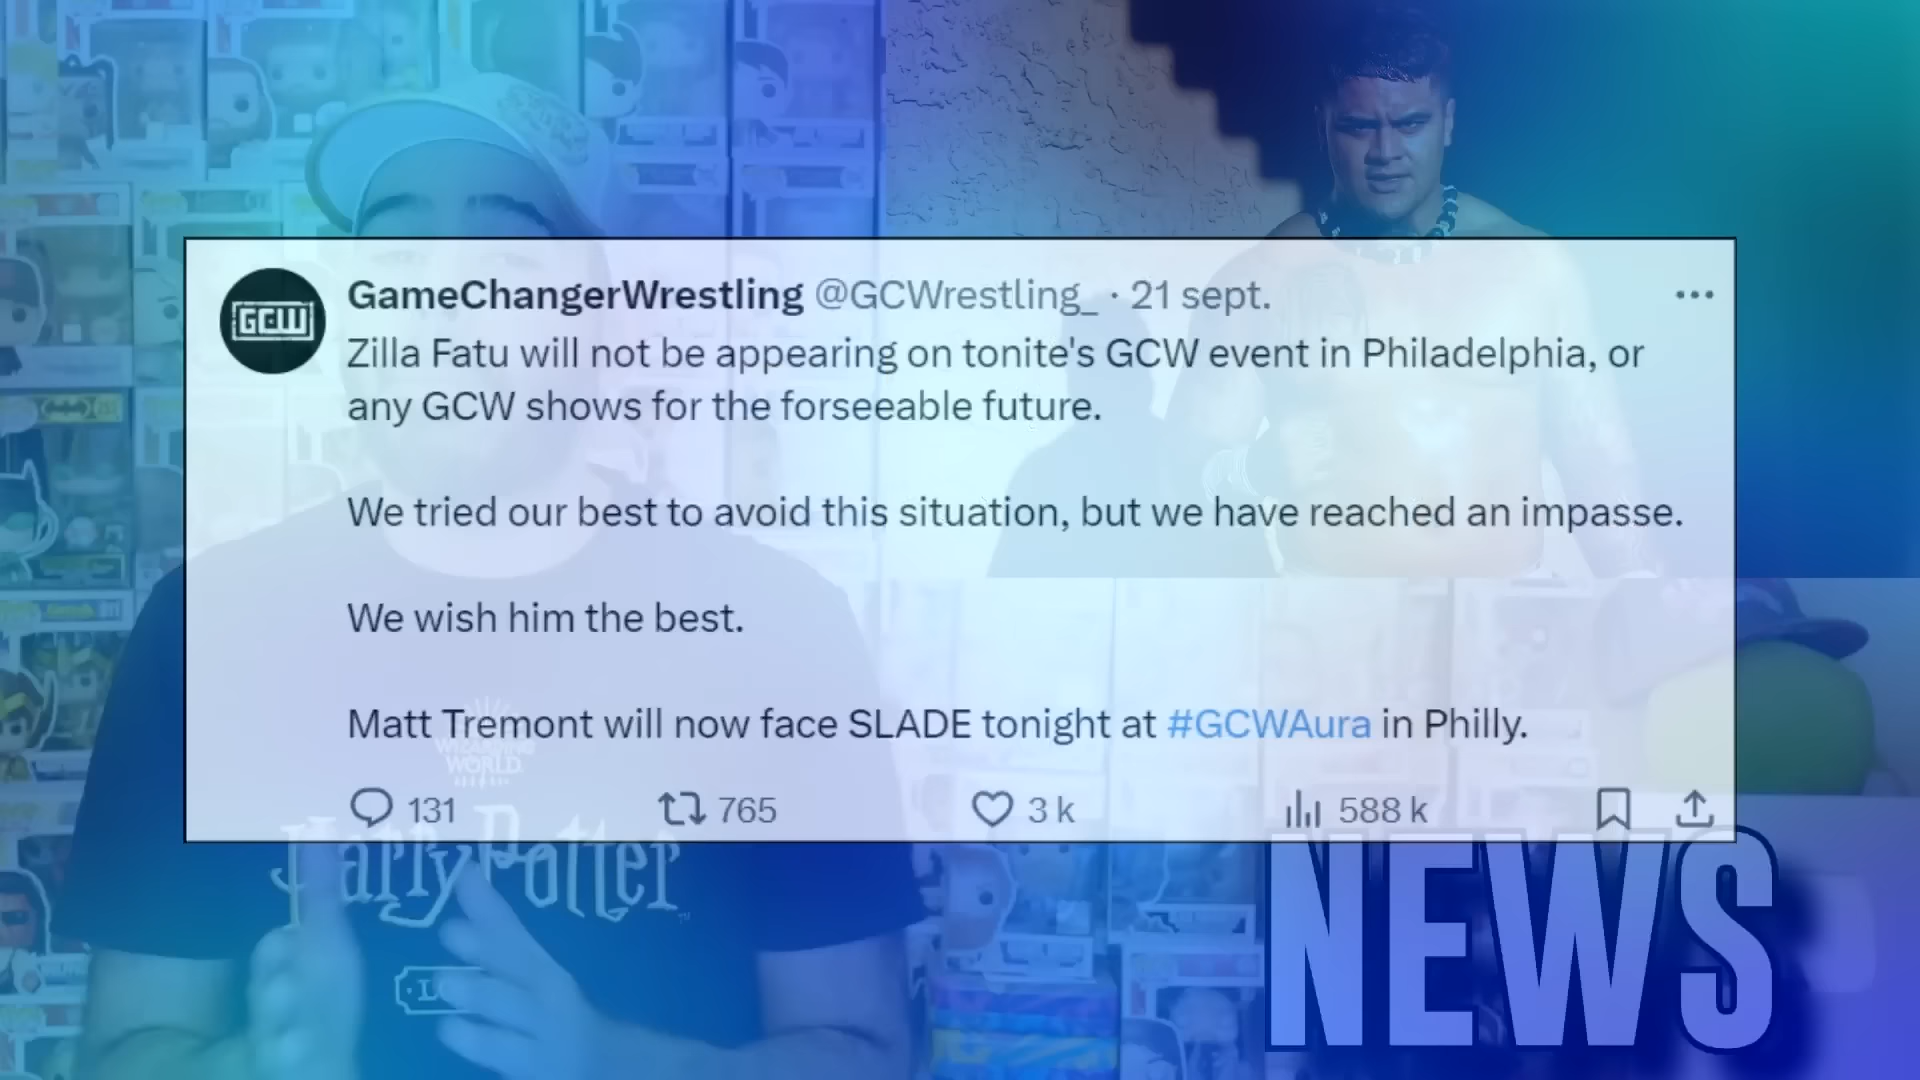 GCW
GameChangerWrestling @GCWrestling_ · 21 sept.
Zilla Fatu will not be appearing on tonite's GCW event in Philadelphia, or
any GCW shows for the forseeable future.
We tried our best to avoid this situation, but we have reached an impasse.
We wish him the best.
Matt Tremont will now face SLADE tonight at #GCWAura in Philly.
131 765 3 k 588 k
WIZARDING
WORLD
Harry Potter
NEWS